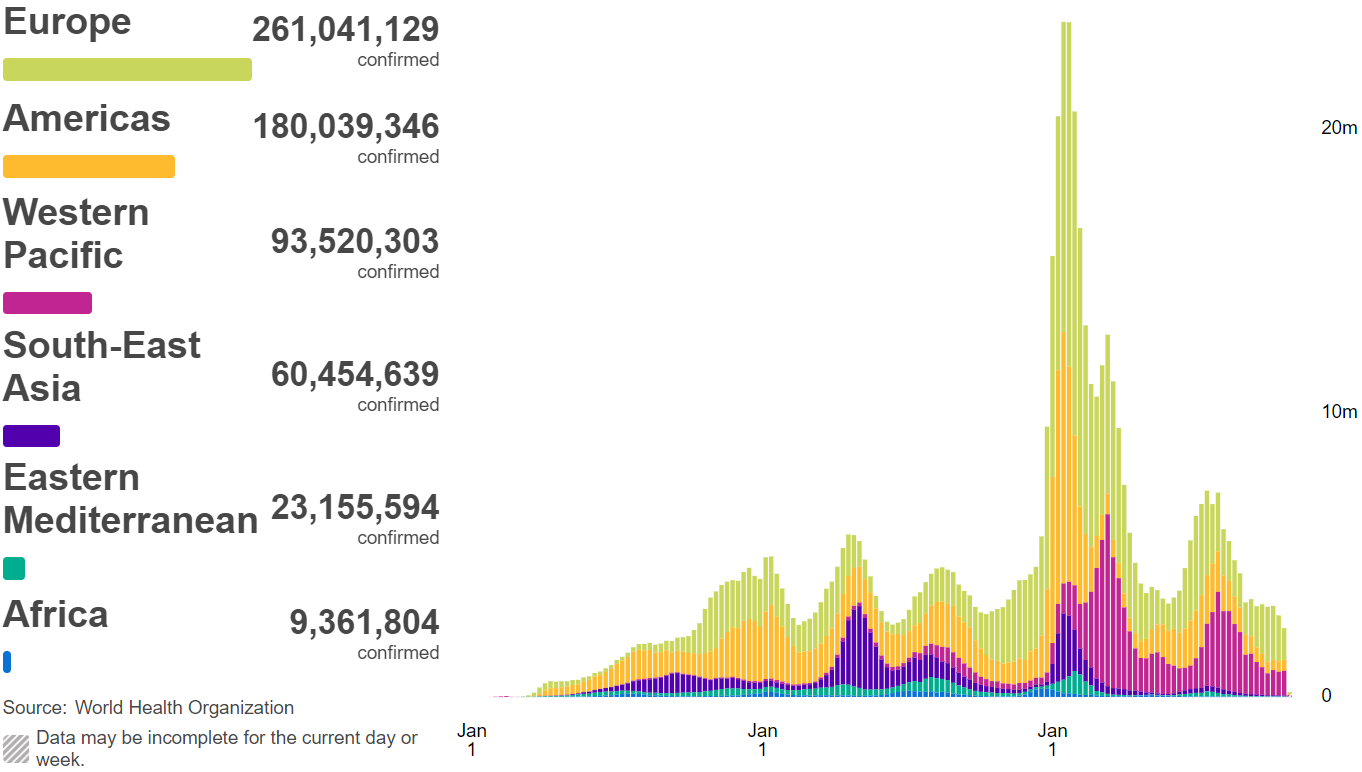 Europe
261,041,129
confirmed
Americas
180,039,346
confirmed
Western
Pacific
93,520,303
confirmed
South-East
Asia
60,454,639
confirmed
Eastern
Mediterranean
23,155,594
confirmed
Africa
9,361,804
confirmed
Source: World Health Organization
Data may be incomplete for the current day or
week.
20m
10m
0
Jan
1
Jan
1
Jan
1